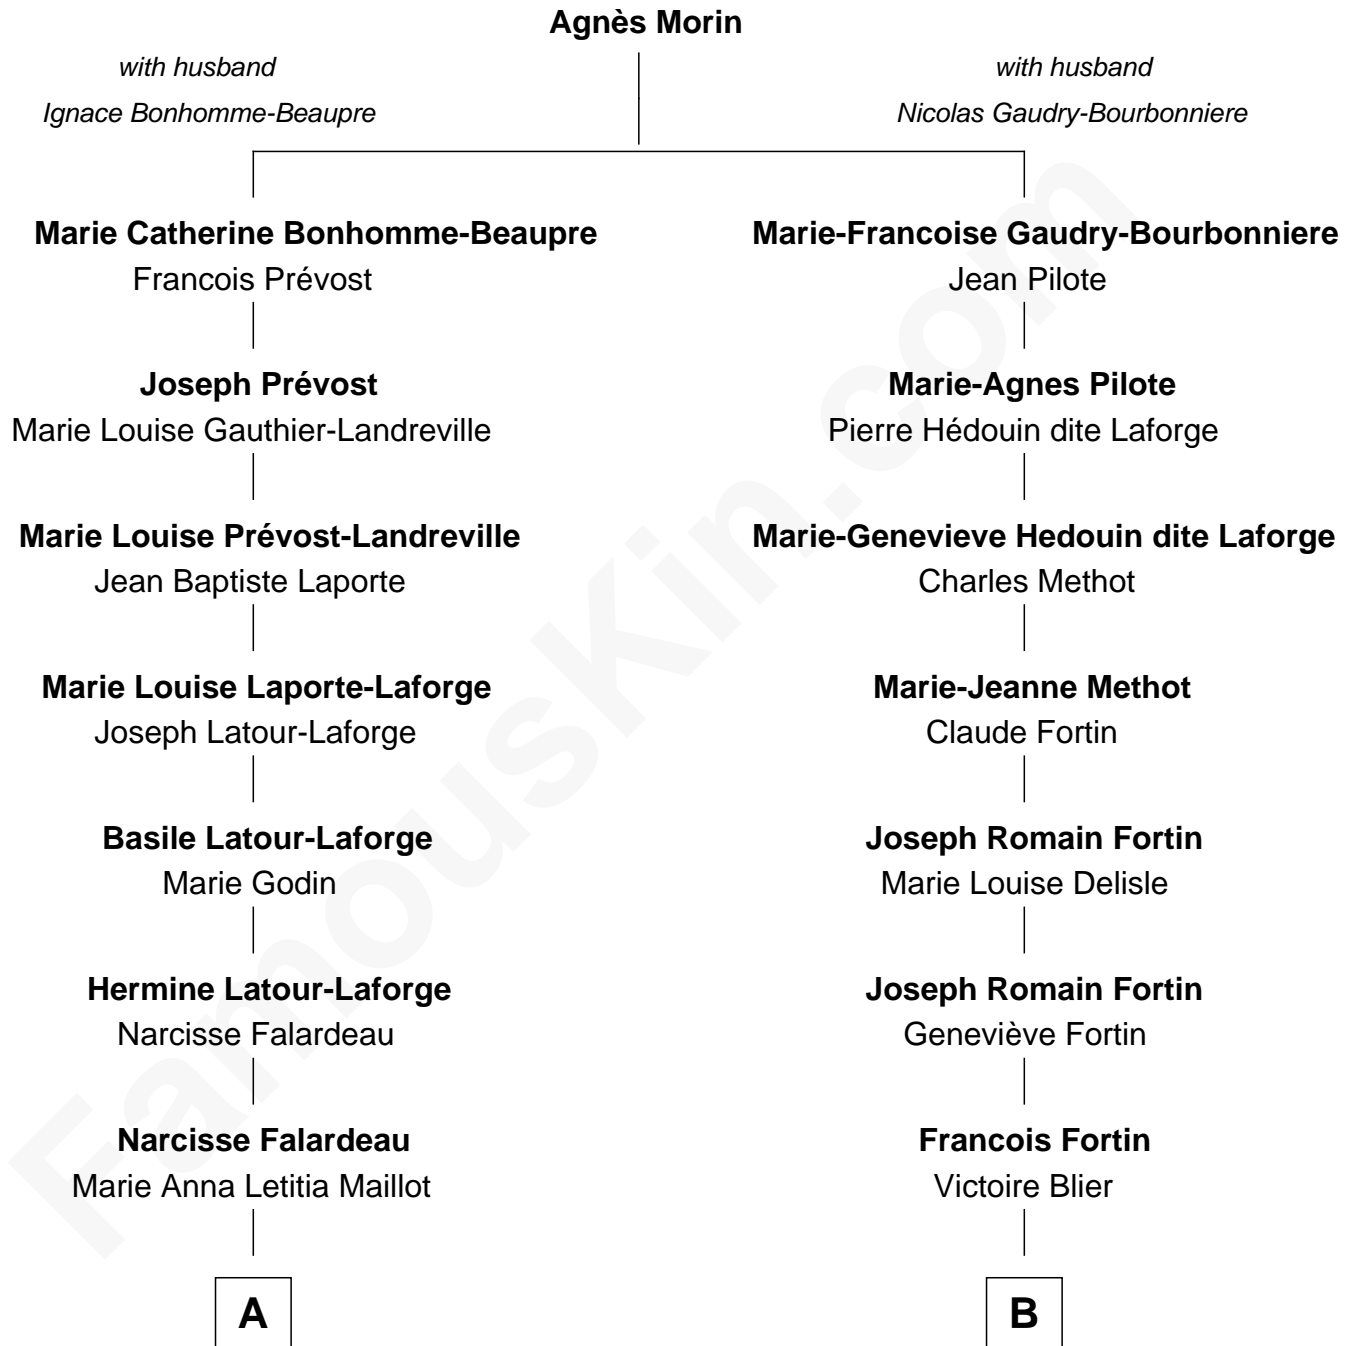 Agnès Morin
with husband
Ignace Bonhomme-Beaupre
with husband
Nicolas Gaudry-Bourbonniere
Marie Catherine Bonhomme-Beaupre
Francois Prévost
Marie-Francoise Gaudry-Bourbonniere
Jean Pilote
Joseph Prévost
Marie Louise Gauthier-Landreville
Marie-Agnes Pilote
Pierre Hédouin dite Laforge
Marie Louise Prévost-Landreville
Jean Baptiste Laporte
Marie-Genevieve Hedouin dite Laforge
Charles Methot
Marie Louise Laporte-Laforge
Joseph Latour-Laforge
Marie-Jeanne Methot
Claude Fortin
Basile Latour-Laforge
Marie Godin
Joseph Romain Fortin
Marie Louise Delisle
Hermine Latour-Laforge
Narcisse Falardeau
Joseph Romain Fortin
Geneviève Fortin
Narcisse Falardeau
Marie Anna Letitia Maillot
Francois Fortin
Victoire Blier
A
B
FamousKin.com